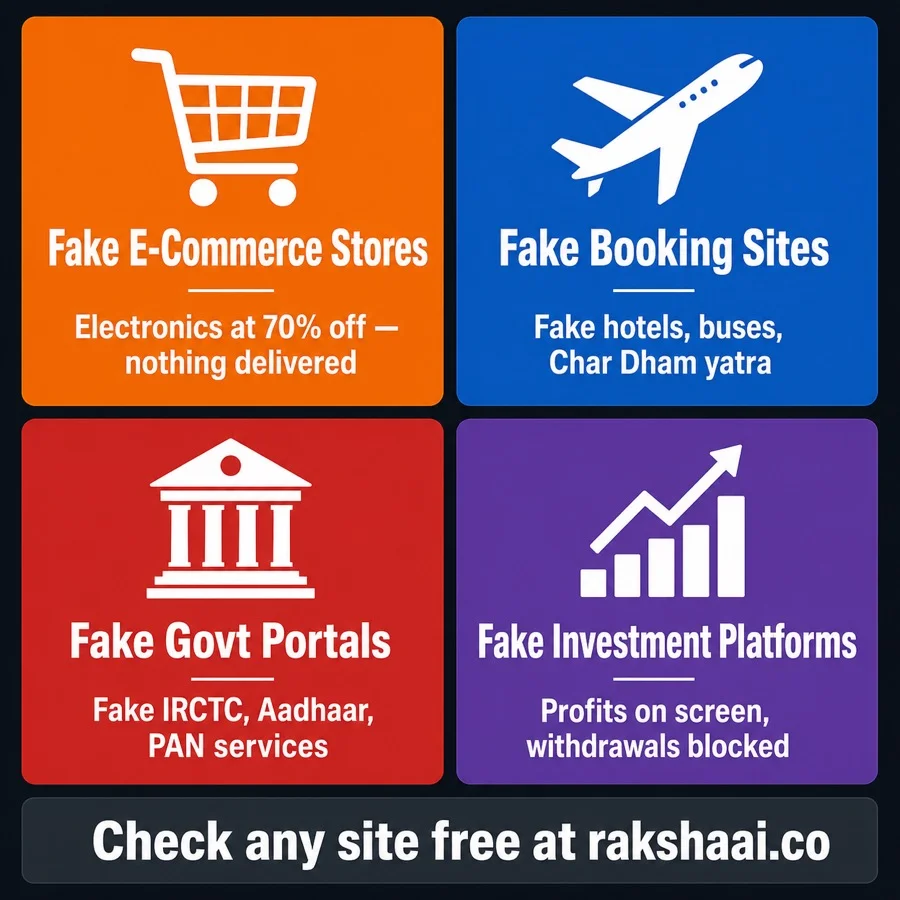 Fake E-Commerce Stores
Electronics at 70% off —
nothing delivered
Fake Booking Sites
Fake hotels, buses,
Char Dham yatra
Fake Govt Portals
Fake IRCTC, Aadhaar,
PAN services
Fake Investment Platforms
Profits on screen,
withdrawals blocked
Check any site free at rakshaai.co